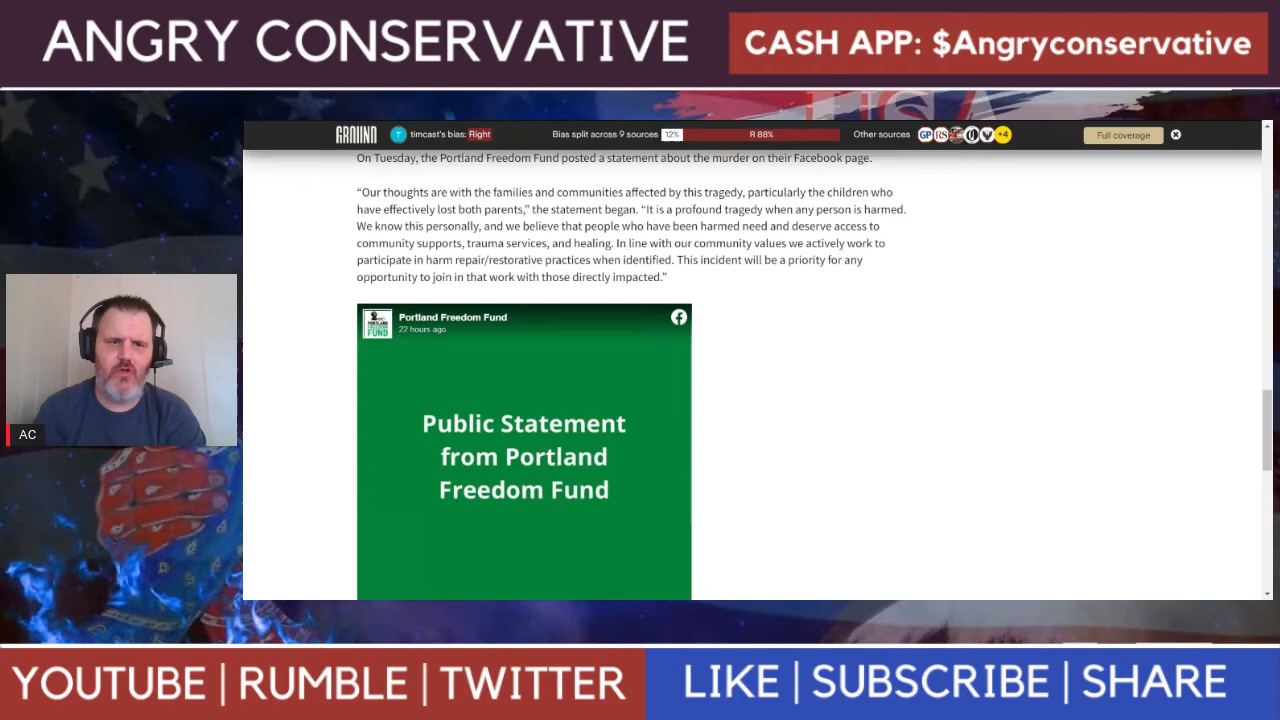 ANGRY CONSERVATIVE
CASH APP: $Angryconservative
USA
GROUND
T
timcast's bias: Right
Bias split across 9 sources 12% R 88%
Other sources
GP RS
+4
Full coverage
On Tuesday, the Portland Freedom Fund posted a statement about the murder on their Facebook page.
“Our thoughts are with the families and communities affected by this tragedy, particularly the children who
have effectively lost both parents,” the statement began. “It is a profound tragedy when any person is harmed.
We know this personally, and we believe that people who have been harmed need and deserve access to
community supports, trauma services, and healing. In line with our community values we actively work to
participate in harm repair/restorative practices when identified. This incident will be a priority for any
opportunity to join in that work with those directly impacted.”
PORTLAND
FREEDOM
FUND
Portland Freedom Fund
22 hours ago
Public Statement
from Portland
Freedom Fund
AC
YOUTUBE | RUMBLE | TWITTER
LIKE | SUBSCRIBE | SHARE